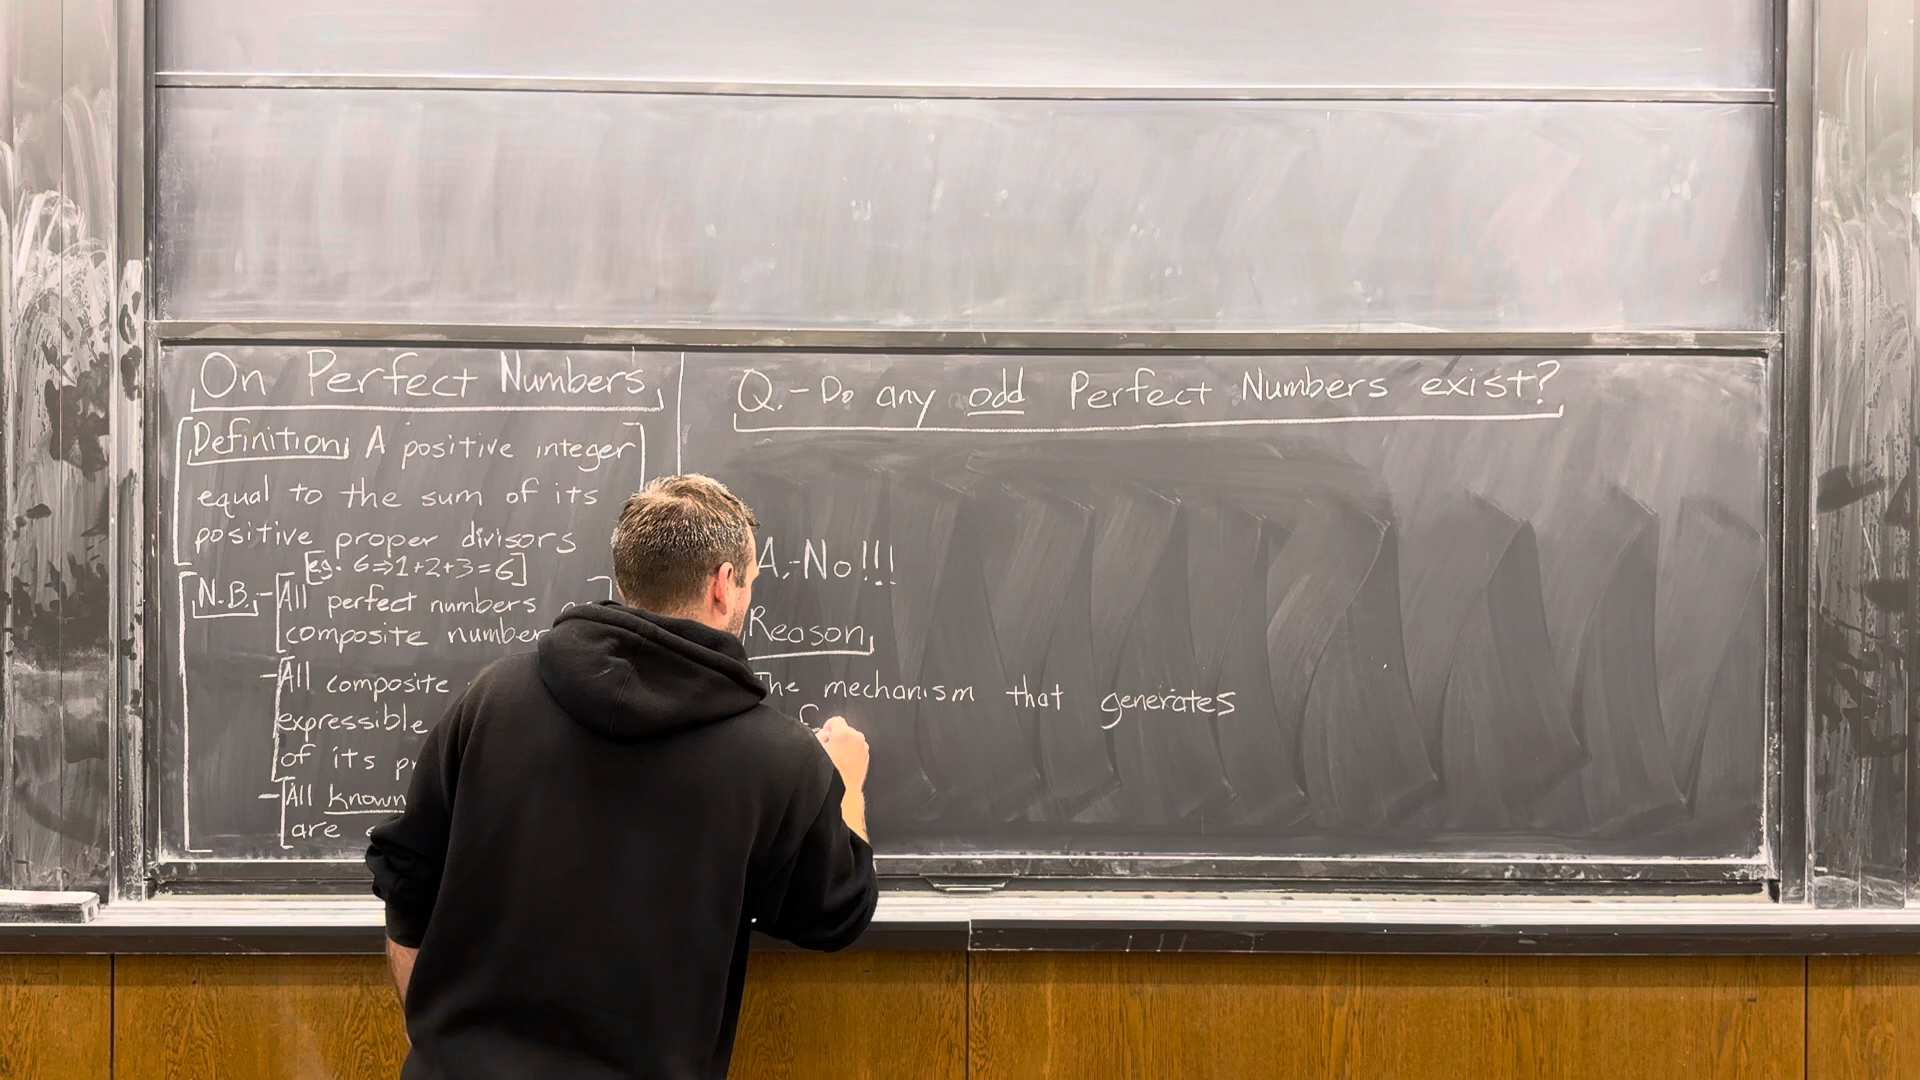 On Perfect Numbers
Definition A positive integer
equal to the sum of its
positive proper divisors
[eg. 6⇒1+2+3=6]
N.B. -All perfect numbers
composite number
-All composite
expressible
of its
-All known
are
Q.- Do any odd Perfect Numbers exist?
A.-No!!!
Reason
The mechanism that generates